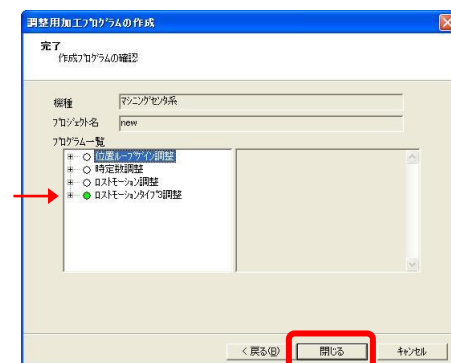 調整用加工プログラムの作成
完了
作成プログラムの確認
機種
マシニングセンタ系
プロジェクト名
new
プログラム一覧
位置ループゲイン調整
時定数調整
ロストモーション調整
ロストモーションタイプ3調整
< 戻る(B)
閉じる
キャンセル